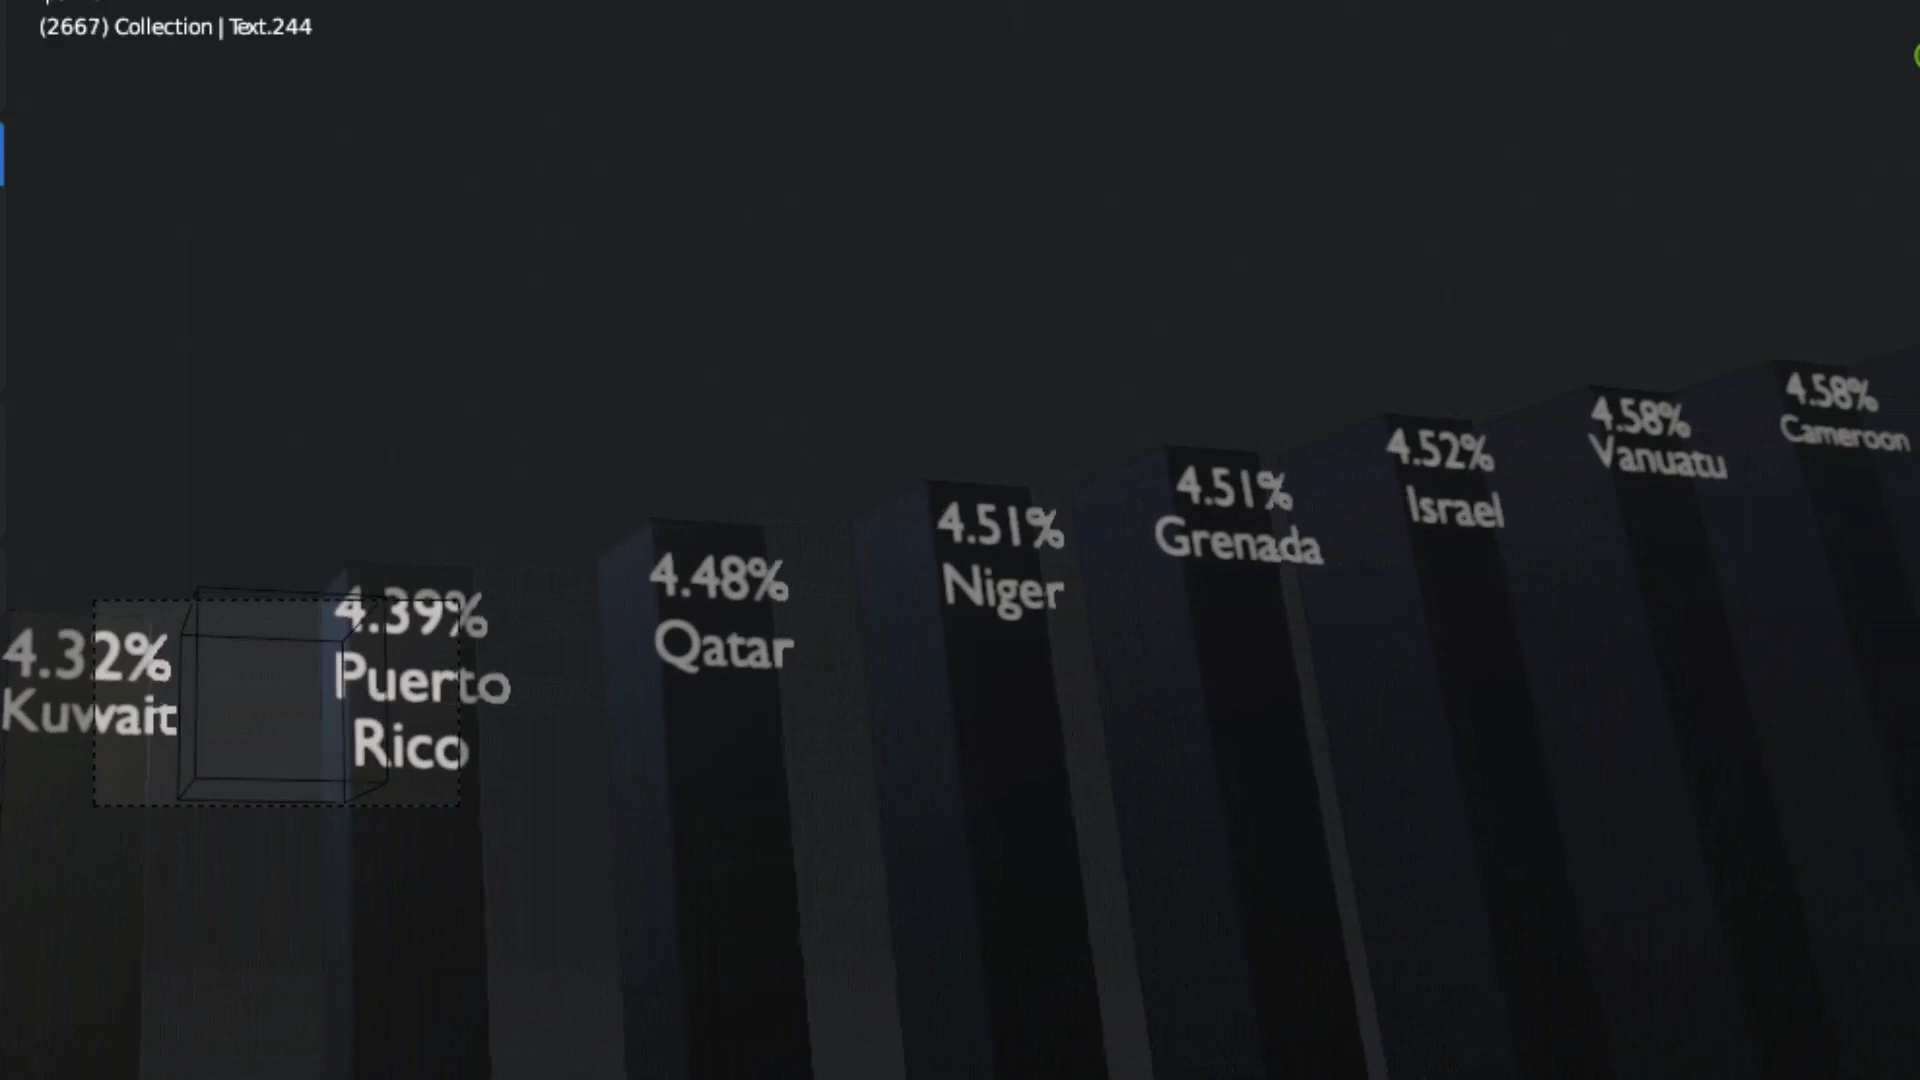 (2667) Collection | Text.244
4.32%
Kuwait
4.39%
Puerto
Rico
4.48%
Qatar
4.51%
Niger
4.51%
Grenada
4.52%
Israel
4.58%
Vanuatu
4.58%
Cameroon